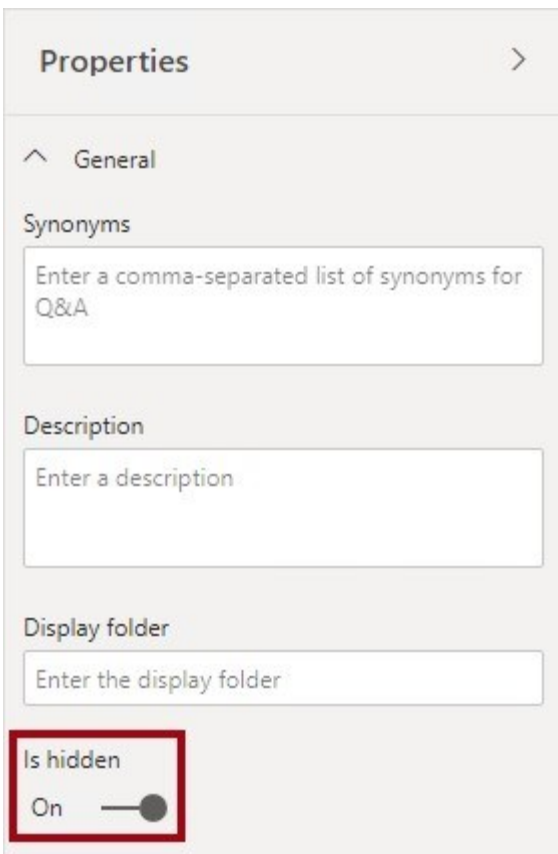 Properties
General
Synonyms
Enter a comma-separated list of synonyms for
Q&A
Description
Enter a description
Display folder
Enter the display folder
Is hidden
On